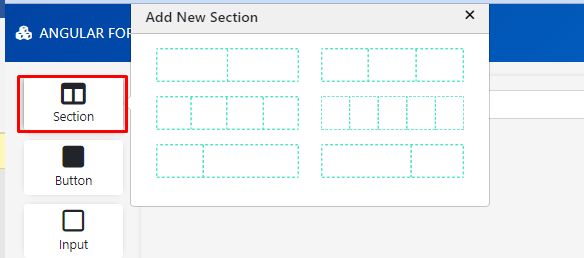 Add New Section
ANGULAR FOR
Section
Button
Input